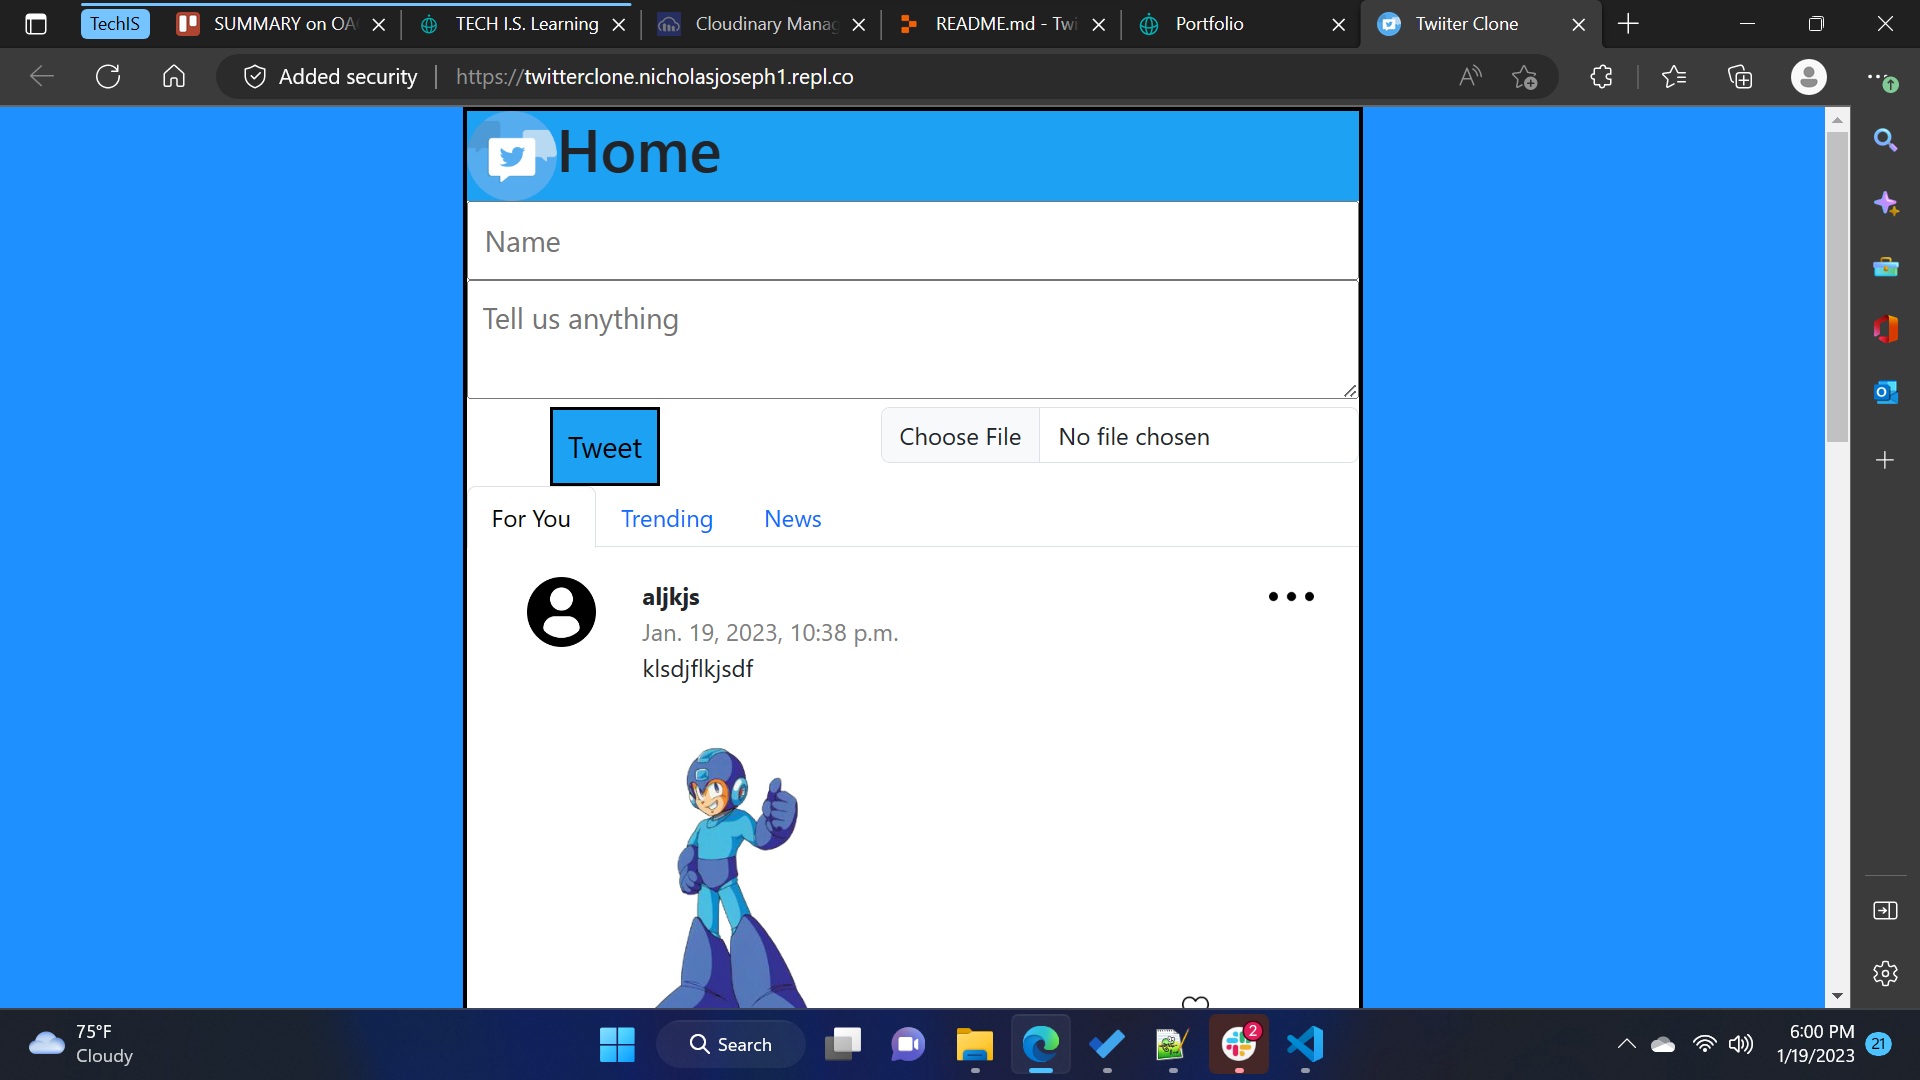 TechIS
SUMMARY on OA
TECH I.S. Learning
Cloudinary Manag
README.md - Twi
Portfolio
Twiiter Clone
Added security
https://twitterclone.nicholasjoseph1.repl.co
Home
Name
Tell us anything
Tweet
Choose File
No file chosen
For You
Trending
News
aljkjs
Jan. 19, 2023, 10:38 p.m.
klsdjflkjsdf
75°F
Cloudy
Search
2
6:00 PM
1/19/2023
21